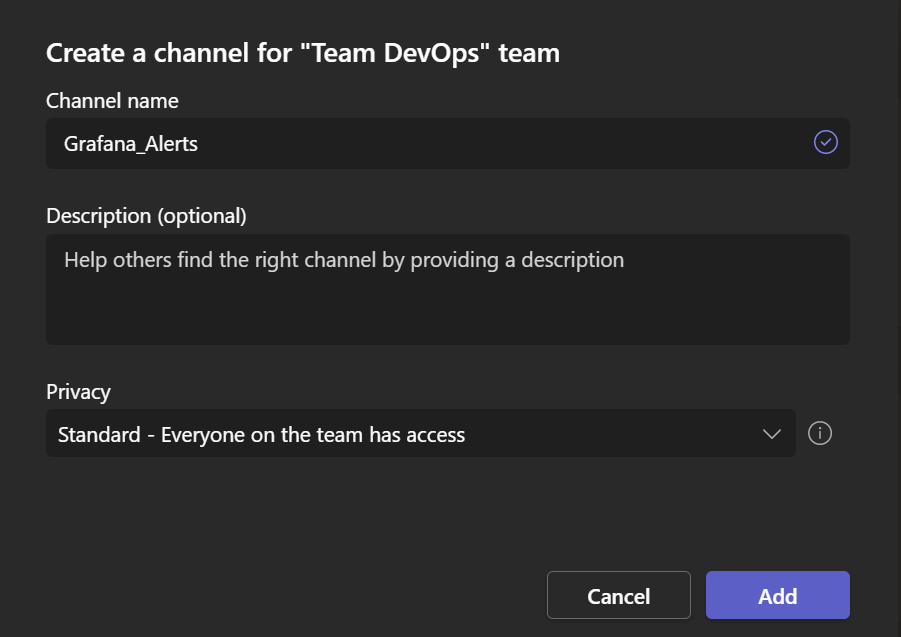 Create a channel for "Team DevOps" team
Channel name
Grafana_Alerts
Description (optional)
Help others find the right channel by providing a description
Privacy
Standard - Everyone on the team has access
Cancel
Add